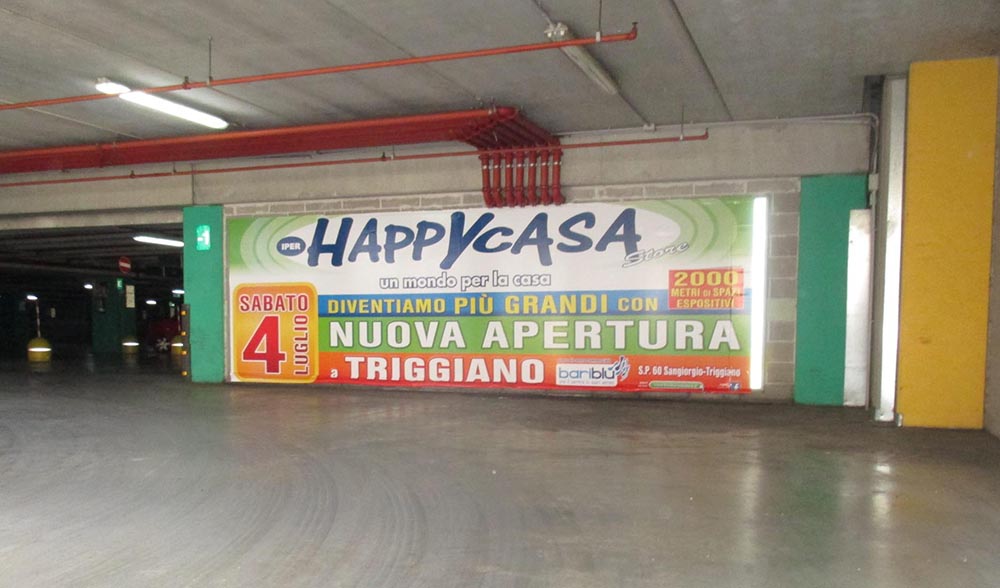 IPER HAPPYCASA
Store
un mondo per la casa
SABATO
4
LUGLIO
DIVENTIAMO PIÙ GRANDI CON
2000
METRI DI SPAZI
ESPOSITIVI
NUOVA APERTURA
a TRIGGIANO
bariblu
S.P. 60 Sangiorgio-Triggiano